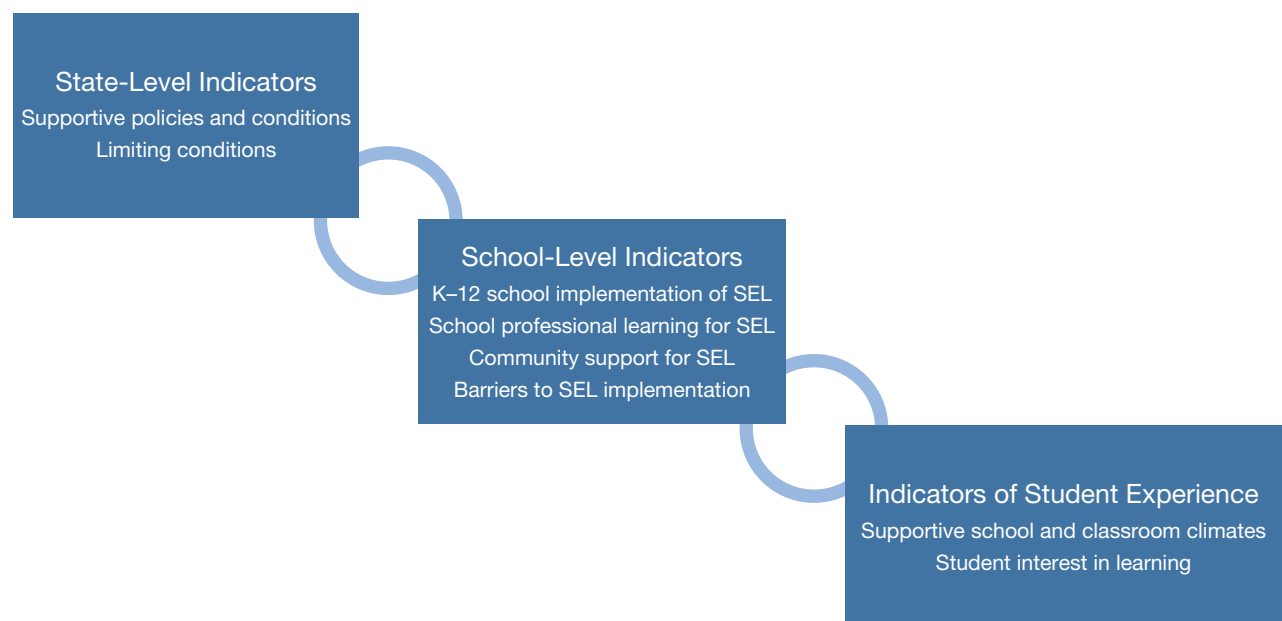 State-Level Indicators
Supportive policies and conditions
Limiting conditions
School-Level Indicators
K–12 school implementation of SEL
School professional learning for SEL
Community support for SEL
Barriers to SEL implementation
Indicators of Student Experience
Supportive school and classroom climates
Student interest in learning